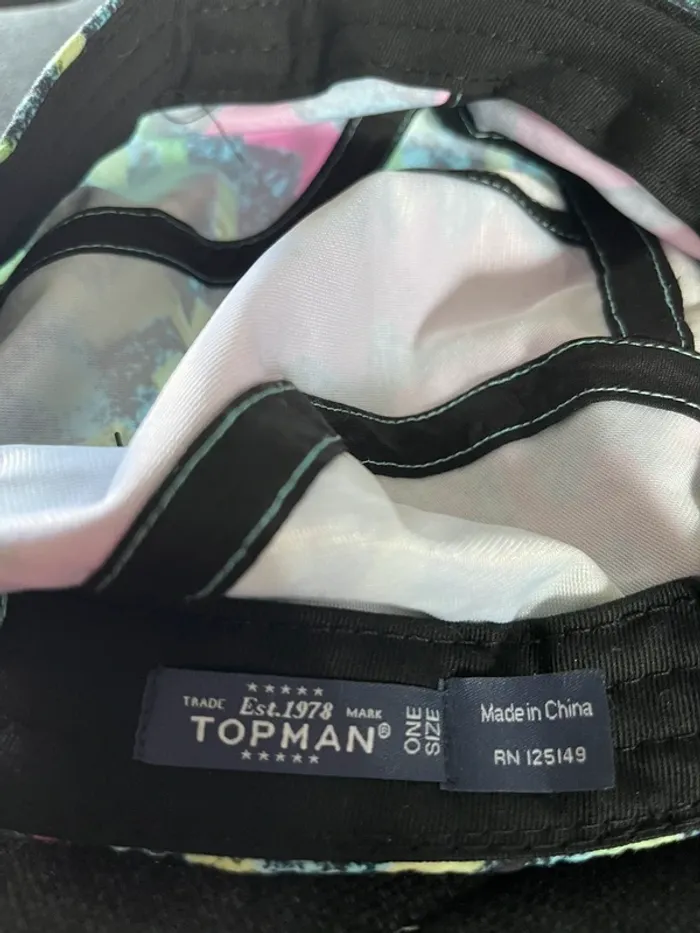 ★★★★★
TRADE Est.1978 MARK
TOPMAN®
★★★★★
ONE
SIZE
Made in China
RN 125149